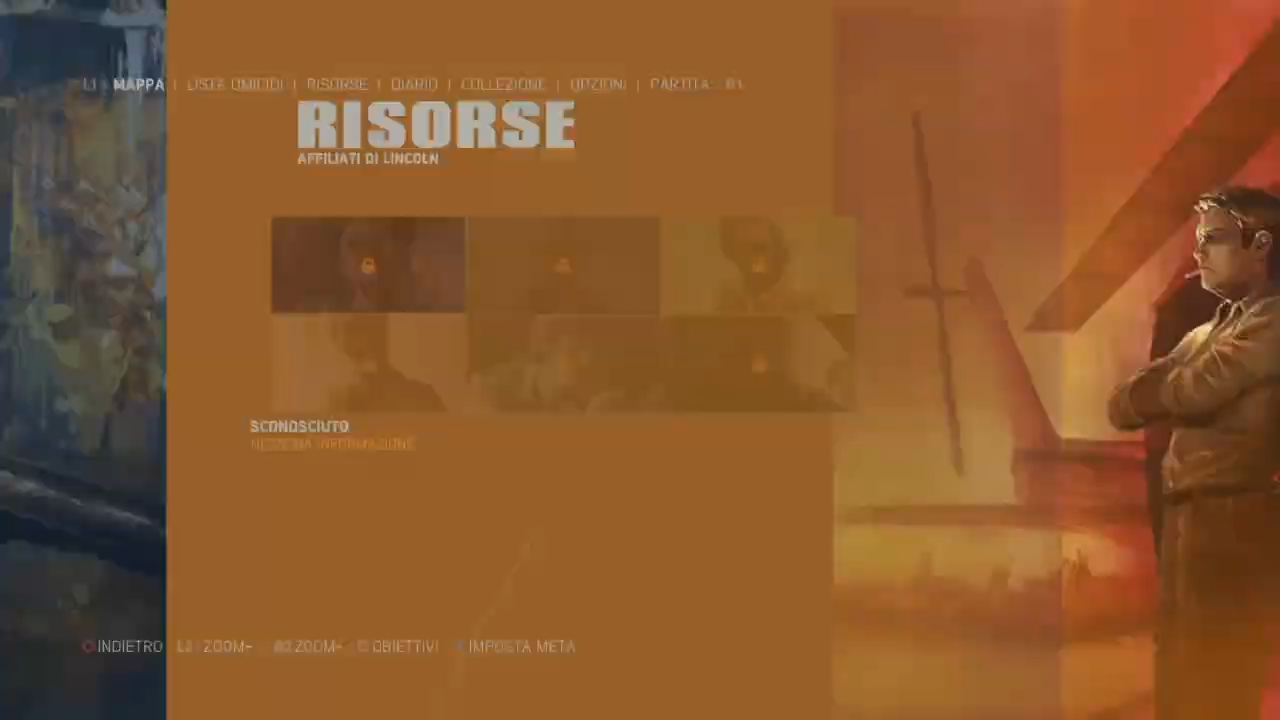 L1 MAPPA | LISTA OMICIDI | RISORSE | DIARIO | COLLEZIONE | OPZIONI | PARTITA: R1
RISORSE
AFFILIATI DI LINCOLN
SCONOSCIUTO
NESSUNA INFORMAZIONE
INDIETRO L2 ZOOM- R2 ZOOM+ OBIETTIVI IMPOSTA META